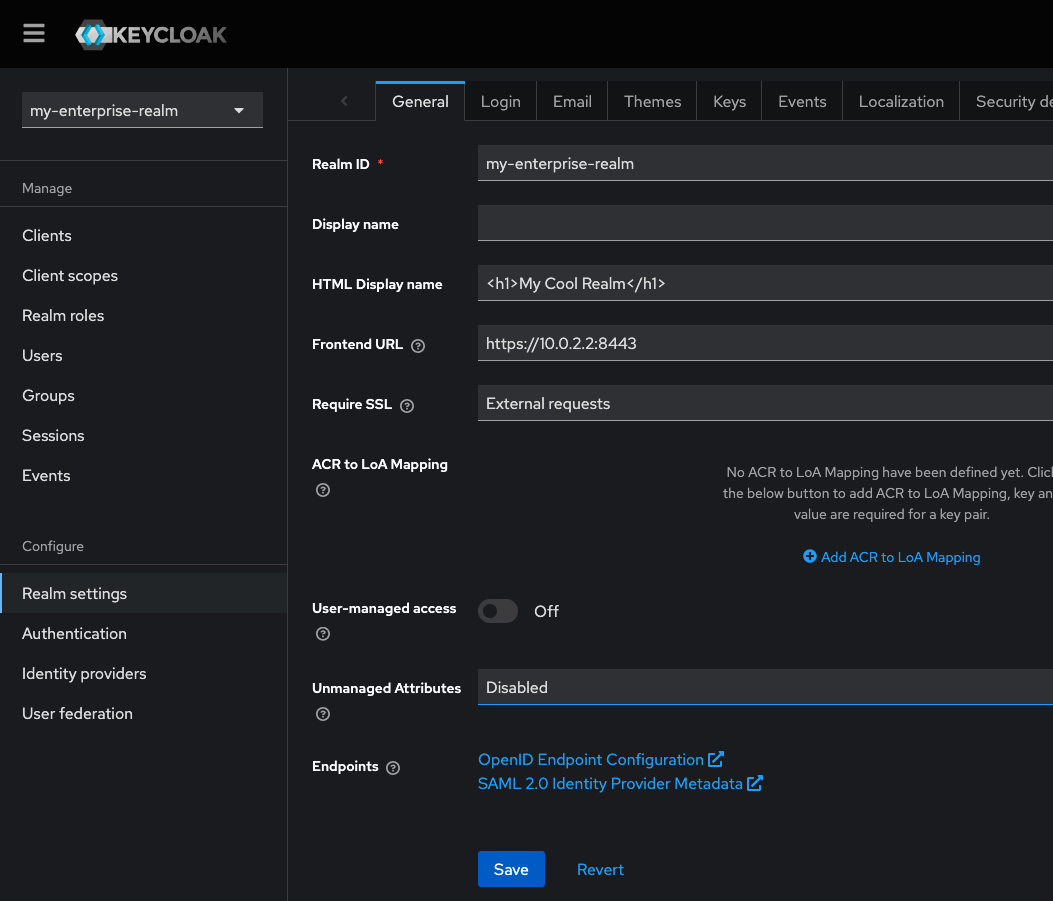 KEYCLOAK
my-enterprise-realm
Manage
Clients
Client scopes
Realm roles
Users
Groups
Sessions
Events
Configure
Realm settings
Authentication
Identity providers
User federation
General Login Email Themes Keys Events Localization Security de
Realm ID * my-enterprise-realm
Display name
HTML Display name <h1>My Cool Realm</h1>
Frontend URL https://10.0.2.2:8443
Require SSL External requests
ACR to LoA Mapping
No ACR to LoA Mapping have been defined yet. Click
the below button to add ACR to LoA Mapping, key an
value are required for a key pair.
Add ACR to LoA Mapping
User-managed access Off
Unmanaged Attributes Disabled
Endpoints OpenID Endpoint Configuration
SAML 2.0 Identity Provider Metadata
Save Revert